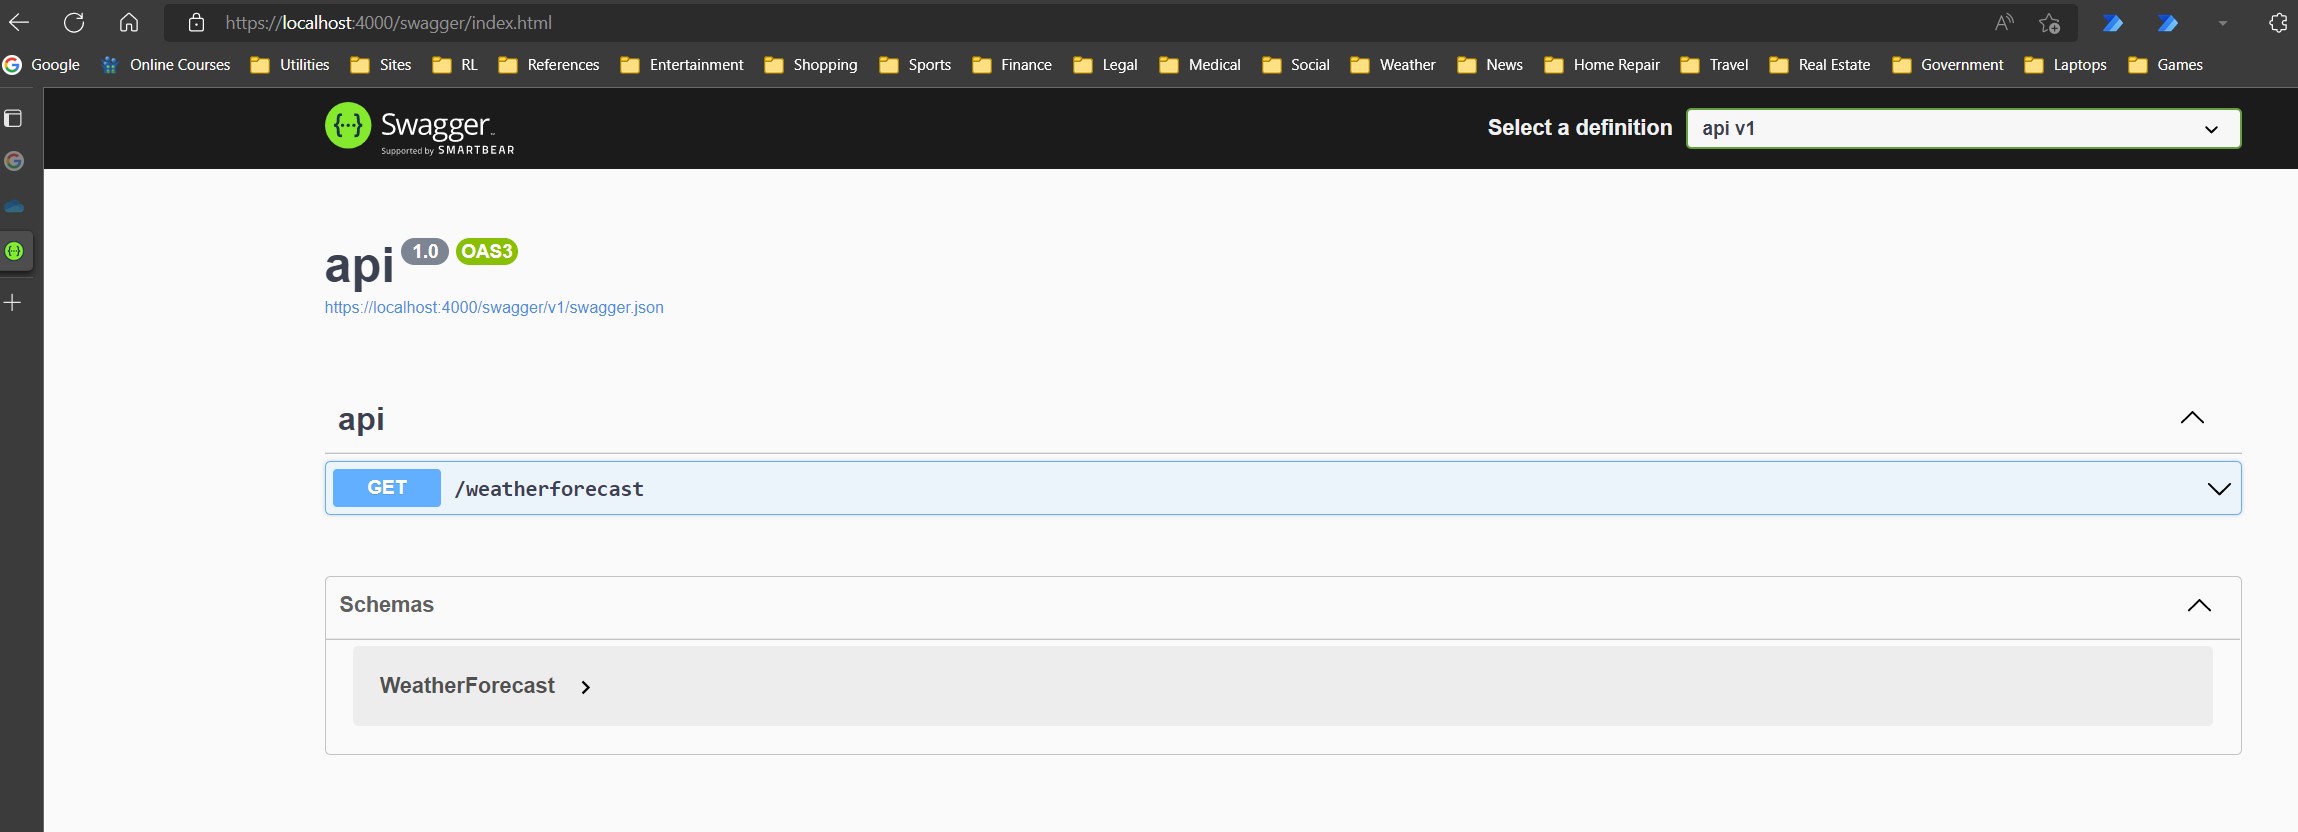 https://localhost:4000/swagger/index.html
Google Online Courses Utilities Sites RL References Entertainment Shopping Sports Finance Legal Medical Social Weather News Home Repair Travel Real Estate Government Laptops Games
Swagger
Supported by SMARTBEAR
Select a definition api v1
api 1.0 OAS3
https://localhost:4000/swagger/v1/swagger.json
api
GET /weatherforecast
Schemas
WeatherForecast